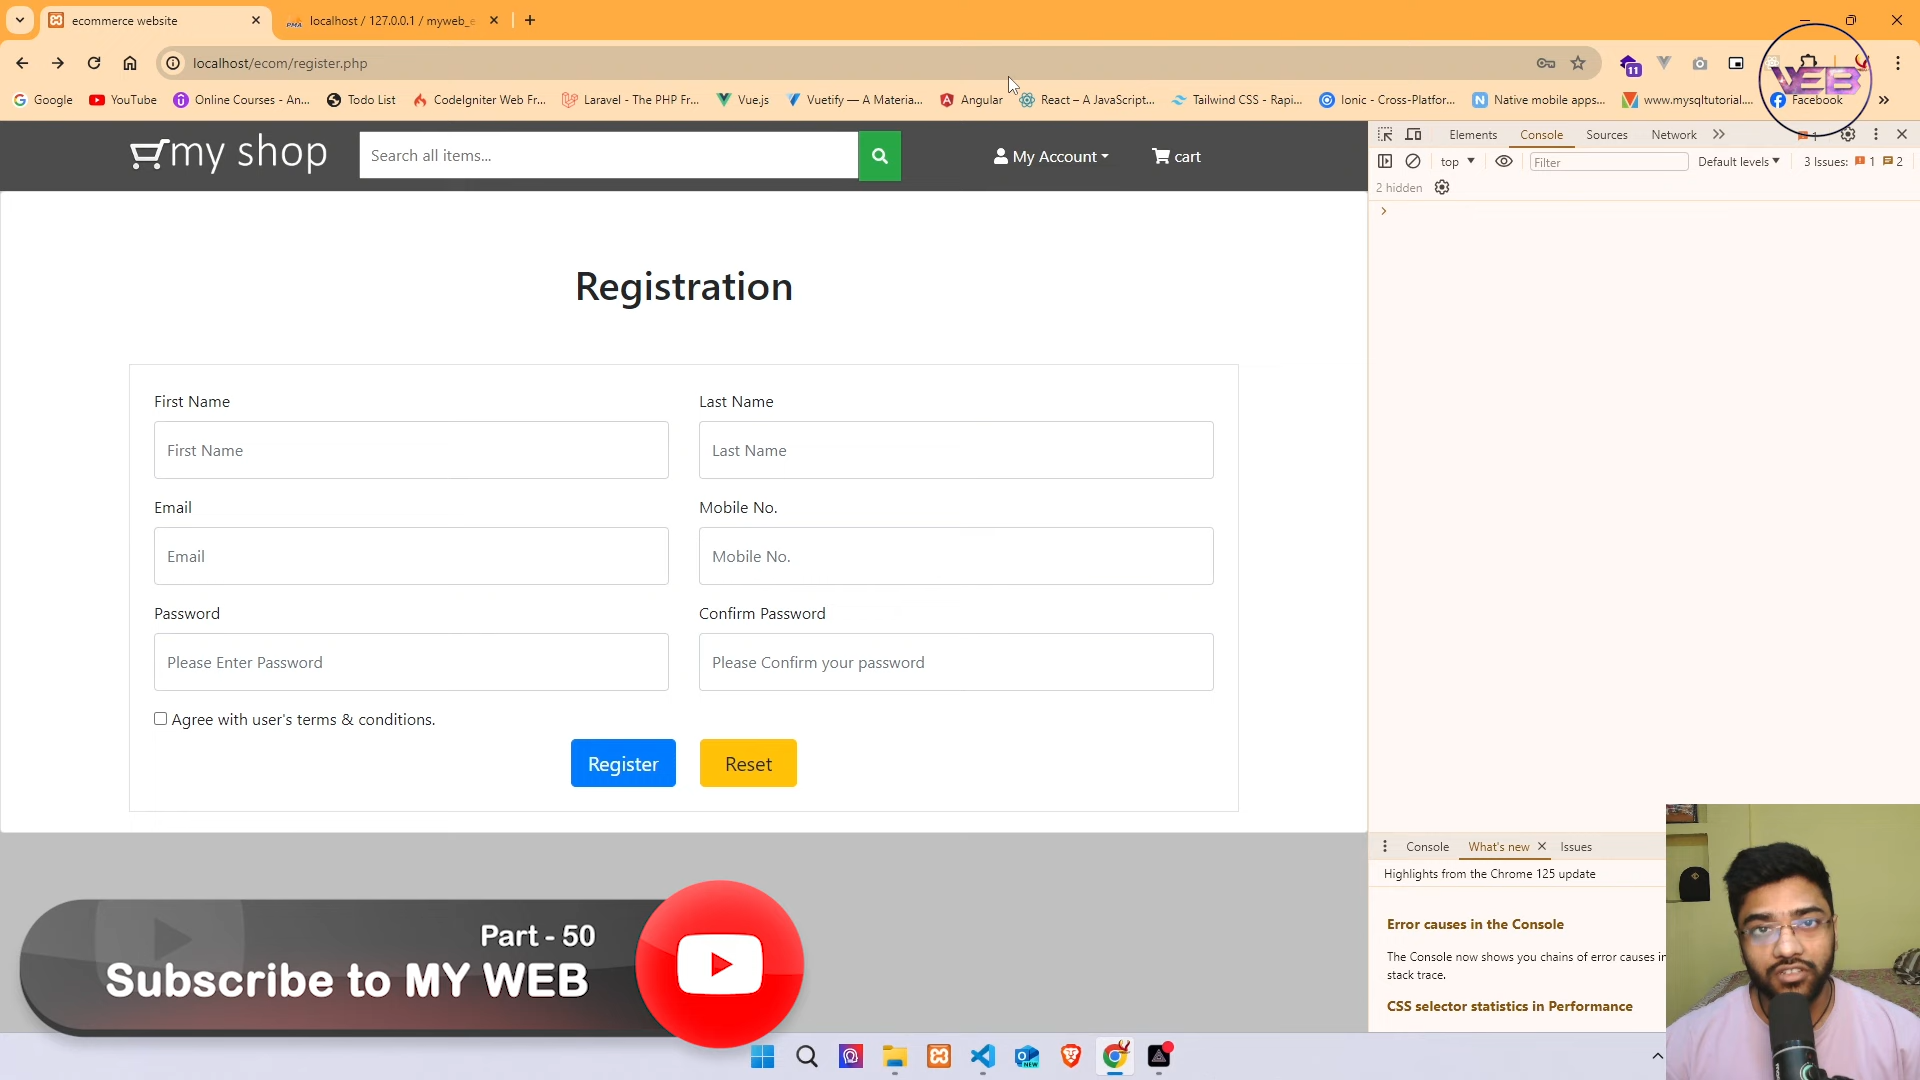 ecommerce website
localhost / 127.0.0.1 / myweb_e
localhost/ecom/register.php
11
Google
YouTube
Online Courses - An...
Todo List
CodeIgniter Web Fr...
Laravel - The PHP Fr...
Vue.js
Vuetify — A Materia...
Angular
React – A JavaScript...
Tailwind CSS - Rapi...
Ionic - Cross-Platfor...
Native mobile apps...
www.mysqltutorial....
Facebook
WEB
my shop
Search all items...
My Account
cart
Elements
Console
Sources
Network
1
top
Filter
Default levels
3 Issues:
1
2
2 hidden
Registration
First Name
Last Name
First Name
Last Name
Email
Mobile No.
Email
Mobile No.
Password
Confirm Password
Please Enter Password
Please Confirm your password
Agree with user's terms & conditions.
Register
Reset
Console
What's new
Issues
Highlights from the Chrome 125 update
Error causes in the Console
The Console now shows you chains of error causes in
stack trace.
CSS selector statistics in Performance
Part - 50
Subscribe to MY WEB
NEW